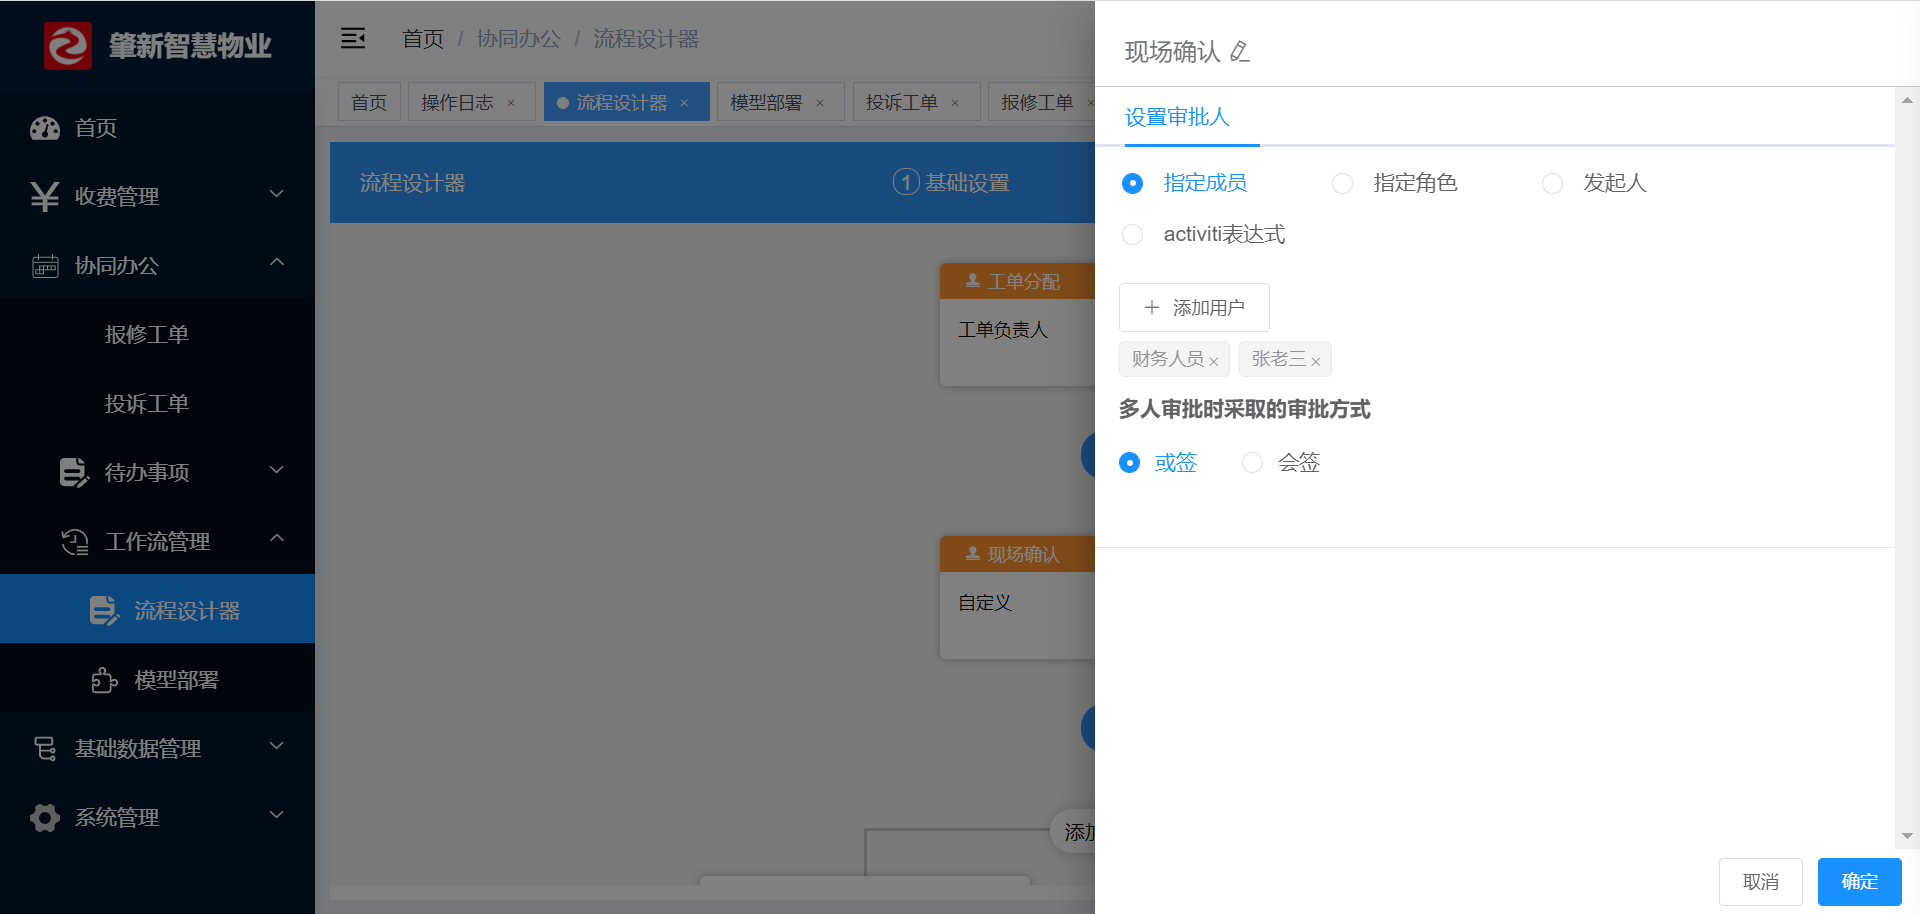 肇新智慧物业
首页
收费管理
协同办公
报修工单
投诉工单
待办事项
工作流管理
流程设计器
模型部署
基础数据管理
系统管理
首页 / 协同办公 / 流程设计器
首页 操作日志 × 流程设计器 × 模型部署 × 投诉工单 × 报修工单 ×
流程设计器 1 基础设置
工单分配
工单负责人
现场确认
自定义
添加
现场确认
设置审批人
指定成员 指定角色 发起人
activiti表达式
添加用户
财务人员 × 张老三 ×
多人审批时采取的审批方式
或签 会签
取消 确定